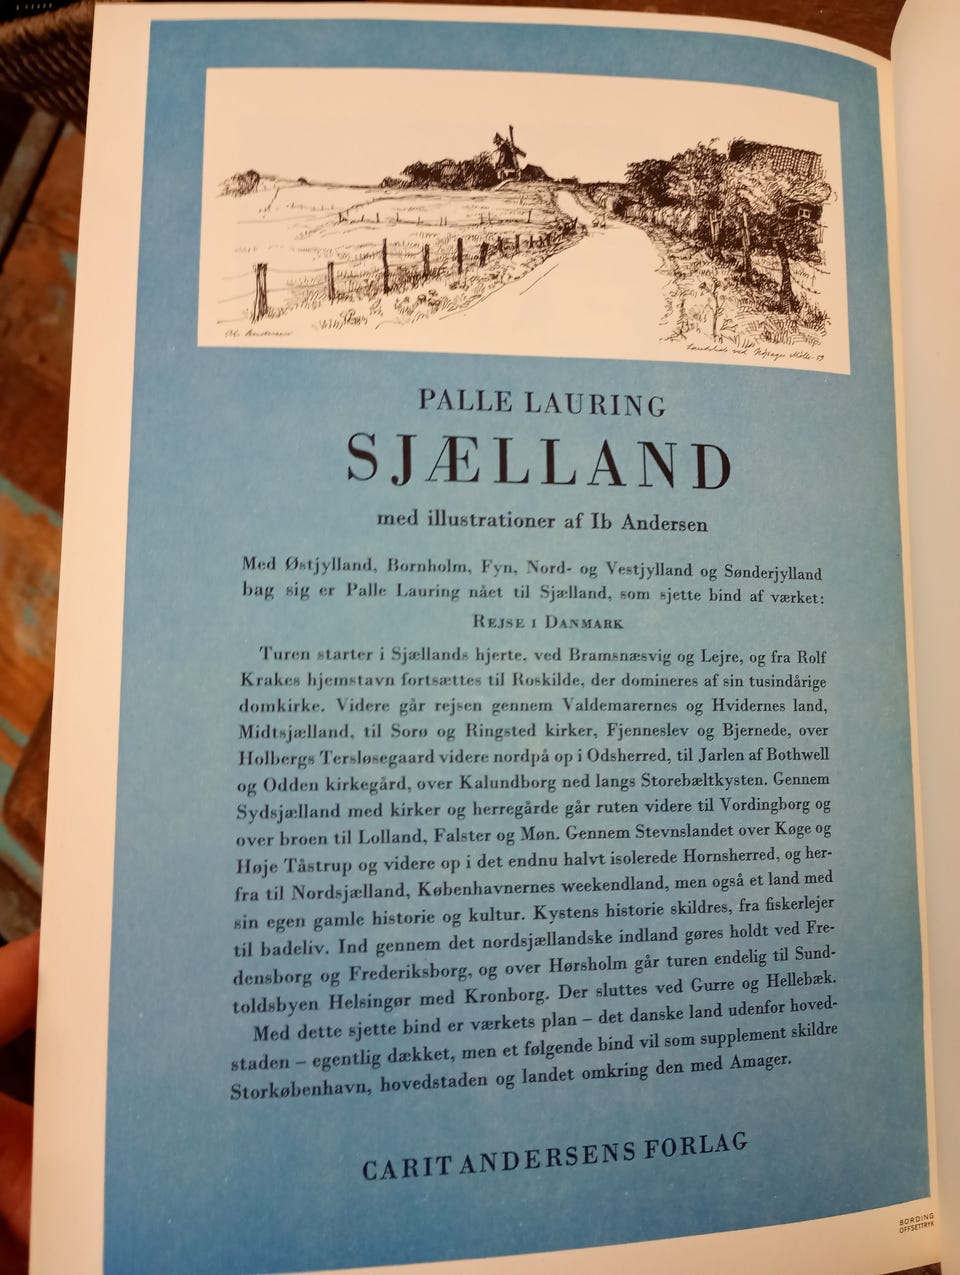 Ib Andersen
Landskab ved Mølle - 59
PALLE LAURING
SJÆLLAND
med illustrationer af Ib Andersen
Med Østjylland, Bornholm, Fyn, Nord- og Vestjylland og Sønderjylland
bag sig er Palle Lauring nået til Sjælland, som sjette bind af værket:
REJSE I DANMARK
Turen starter i Sjællands hjerte, ved Bramsnæsvig og Lejre, og fra Rolf
Krakes hjemstavn fortsættes til Roskilde, der domineres af sin tusindårige
domkirke. Videre går rejsen gennem Valdemarernes og Hvidernes land,
Midtsjælland, til Sorø og Ringsted kirker, Fjenneslev og Bjernede, over
Holbergs Tersløsegaard videre nordpå op i Odsherred, til Jarlen af Bothwell
og Odden kirkegård, over Kalundborg ned langs Storebæltkysten. Gennem
Sydsjælland med kirker og herregårde går ruten videre til Vordingborg og
over broen til Lolland, Falster og Møn. Gennem Stevnslandet over Køge og
Høje Tåstrup og videre op i det endnu halvt isolerede Hornsherred, og her-
fra til Nordsjælland, Københavnernes weekendland, men også et land med
sin egen gamle historie og kultur. Kystens historie skildres, fra fiskerlejer
til badeliv. Ind gennem det nordsjællandske indland gøres holdt ved Fre-
densborg og Frederiksborg, og over Hørsholm går turen endelig til Sund-
toldsbyen Helsingør med Kronborg. Der sluttes ved Gurre og Hellebæk.
Med dette sjette bind er værkets plan – det danske land udenfor hoved-
staden – egentlig dækket, men et følgende bind vil som supplement skildre
Storkøbenhavn, hovedstaden og landet omkring den med Amager.
CARIT ANDERSENS FORLAG
BORDING
OFFSETTRYK